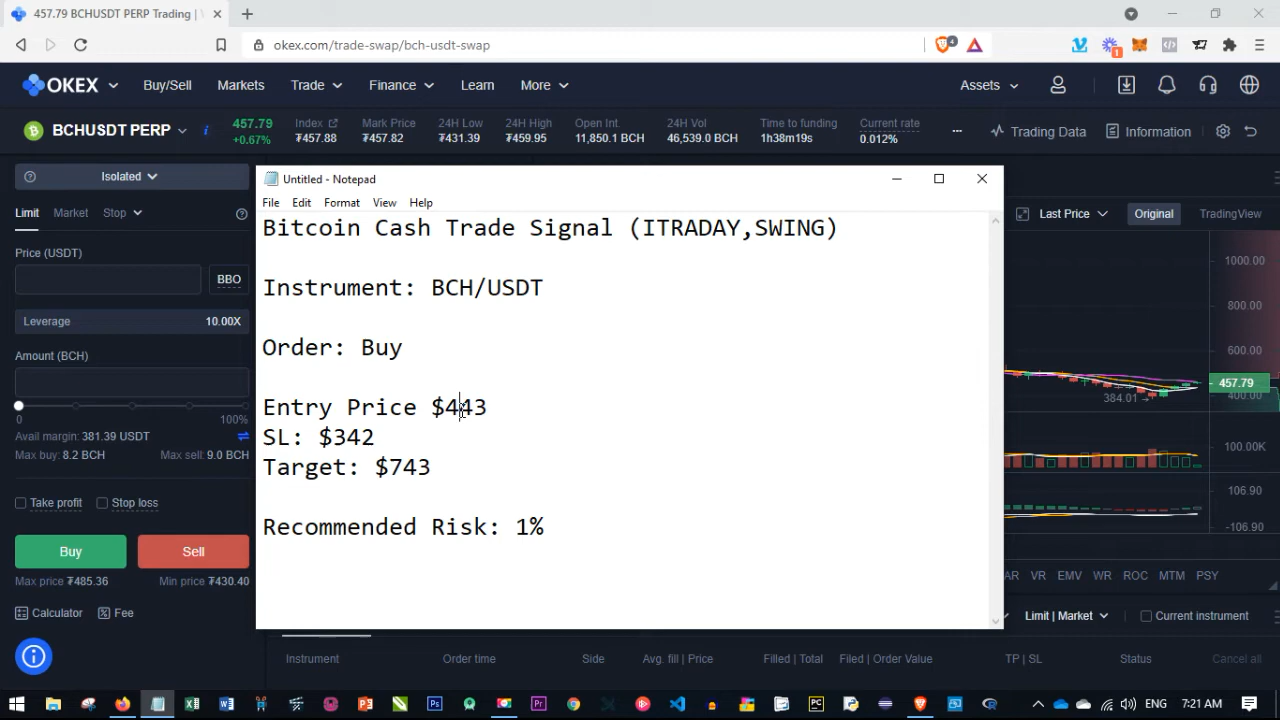 457.79 BCHUSDT PERP Trading |
okex.com/trade-swap/bch-usdt-swap
4
1
OKEX Buy/Sell Markets Trade Finance Learn More Assets
BCHUSDT PERP
457.79
+0.67%
Index
₮457.88
Mark Price
₮457.82
24H Low
₮431.39
24H High
₮459.95
Open Int
11,850.1 BCH
24H Vol
46,539.0 BCH
Time to funding
1h38m19s
Current rate
0.012%
Trading Data
Information
Isolated
Limit Market Stop
Price (USDT)
BBO
Leverage 10.00X
Amount (BCH)
0 100%
Avail margin: 381.39 USDT
Max buy: 8.2 BCH Max sell: 9.0 BCH
Take profit Stop loss
Buy Sell
Max price ₮485.36 Min price ₮430.40
Calculator Fee
Untitled - Notepad
File Edit Format View Help
Bitcoin Cash Trade Signal (ITRADAY,SWING)
Instrument: BCH/USDT
Order: Buy
Entry Price $443
SL: $342
Target: $743
Recommended Risk: 1%
Last Price Original TradingView
1000.00
800.00
600.00
457.79
400.00
384.01
100.00K
106.90
-106.90
AR VR EMV WR ROC MTM PSY
Limit | Market Current instrument
Instrument Order time Side Avg. fill | Price Filled | Total Filed | Order Value TP | SL Status Cancel all
ENG 7:21 AM